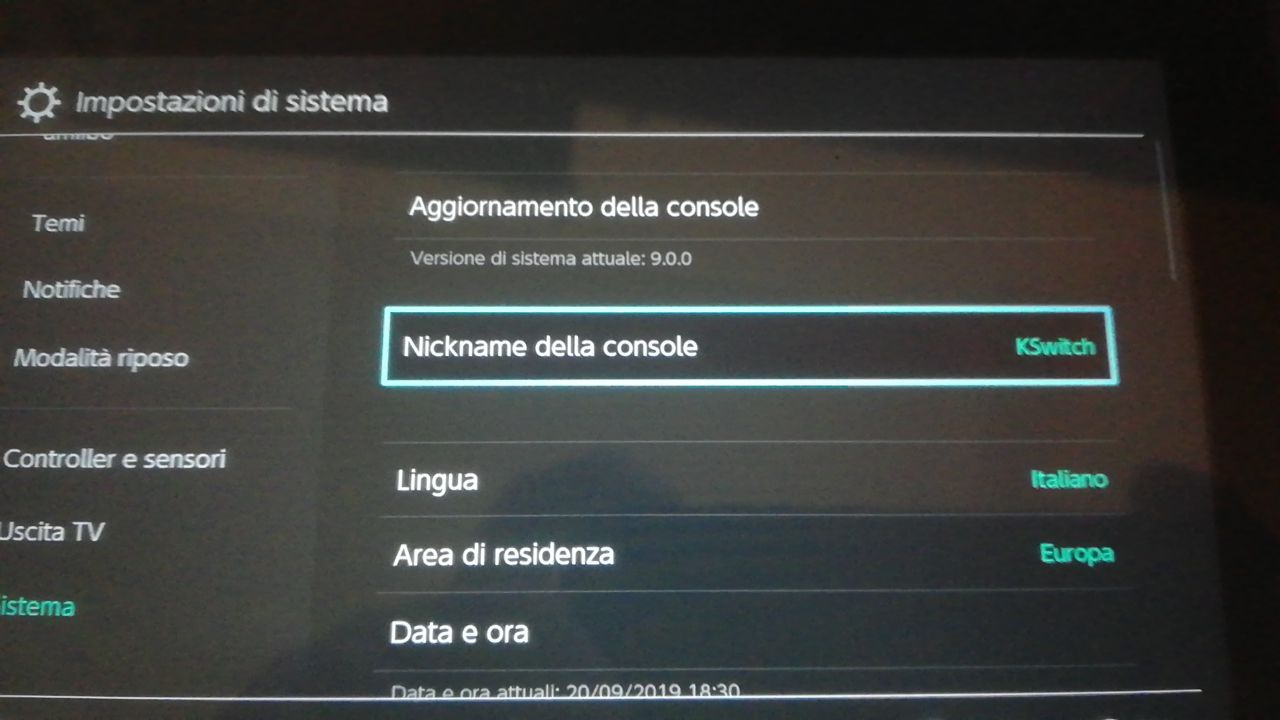 Impostazioni di sistema
amiibo
Temi
Notifiche
Modalità riposo
Controller e sensori
Uscita TV
istema
Aggiornamento della console
Versione di sistema attuale: 9.0.0
Nickname della console KSwitch
Lingua Italiano
Area di residenza Europa
Data e ora
Data e ora attuali: 20/09/2019 18:30